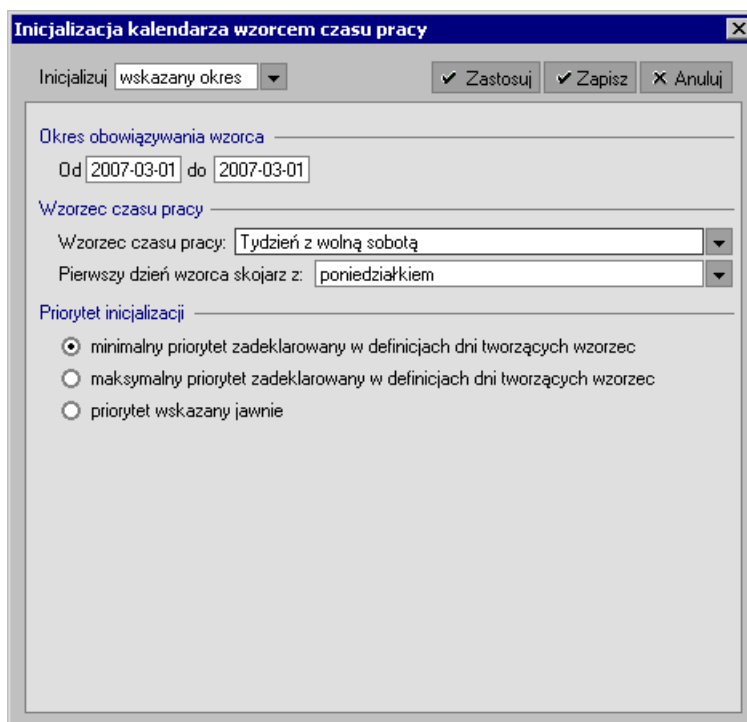 Inicjalizacja kalendarza wzorcem czasu pracy
Inicjalizuj wskazany okres Zastosuj Zapisz Anuluj
Okres obowiązywania wzorca
Od 2007-03-01 do 2007-03-01
Wzorzec czasu pracy
Wzorzec czasu pracy: Tydzień z wolną sobotą
Pierwszy dzień wzorca skojarz z: poniedziałkiem
Priorytet inicjalizacji
minimalny priorytet zadeklarowany w definicjach dni tworzących wzorzec
maksymalny priorytet zadeklarowany w definicjach dni tworzących wzorzec
priorytet wskazany jawnie